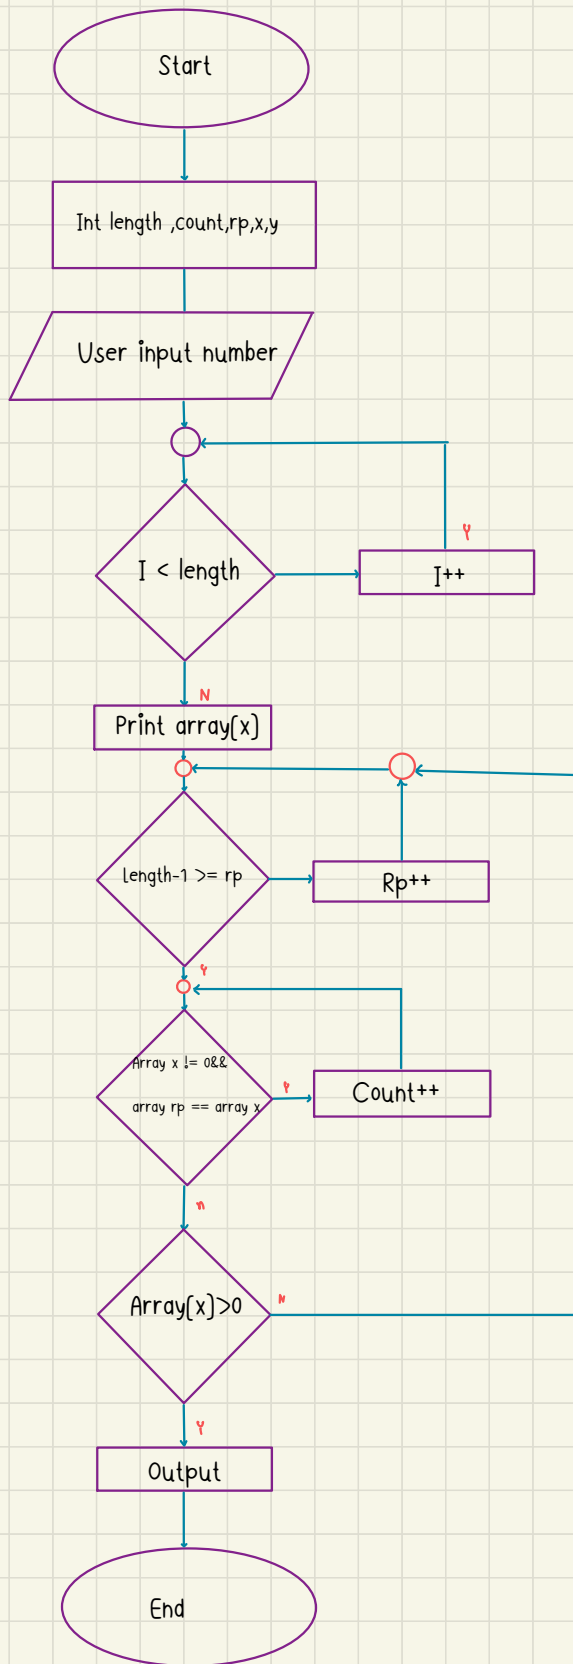 Start
Int length ,count,rp,x,y
User input number
I < length
Y
I++
N
Print array(x)
length-1 >= rp
Rp++
Y
Array x != 0&&
array rp == array x
Y
Count++
n
Array(x)>0
N
Y
Output
End